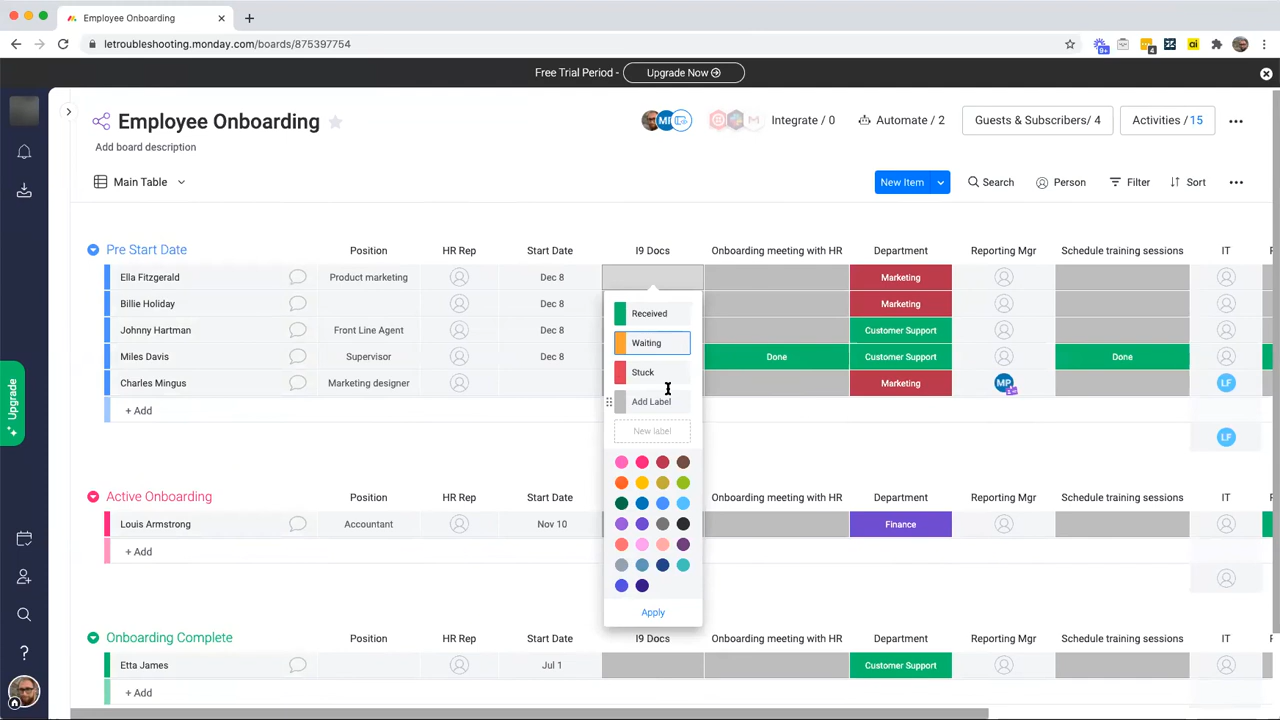 Employee Onboarding
letroubleshooting.monday.com/boards/875397754
9+
4
ai
Free Trial Period - Upgrade Now
Employee Onboarding
MP
Integrate / 0
Automate / 2
Guests & Subscribers/ 4
Activities / 15
Add board description
Main Table
New Item
Search
Person
Filter
Sort
Pre Start Date
Position HR Rep Start Date I9 Docs Onboarding meeting with HR Department Reporting Mgr Schedule training sessions IT
Ella Fitzgerald Product marketing Dec 8 Marketing
Billie Holiday Dec 8 Marketing
Johnny Hartman Front Line Agent Dec 8 Customer Support
Miles Davis Supervisor Dec 8 Done Customer Support Done
Charles Mingus Marketing designer Marketing MP LF
+ Add
LF
Received
Waiting
Stuck
Add Label
New label
Apply
Upgrade
Active Onboarding
Position HR Rep Start Date Onboarding meeting with HR Department Reporting Mgr Schedule training sessions IT
Louis Armstrong Accountant Nov 10 Finance
+ Add
Onboarding Complete
Position HR Rep Start Date I9 Docs Onboarding meeting with HR Department Reporting Mgr Schedule training sessions IT
Etta James Jul 1 Customer Support
+ Add
?